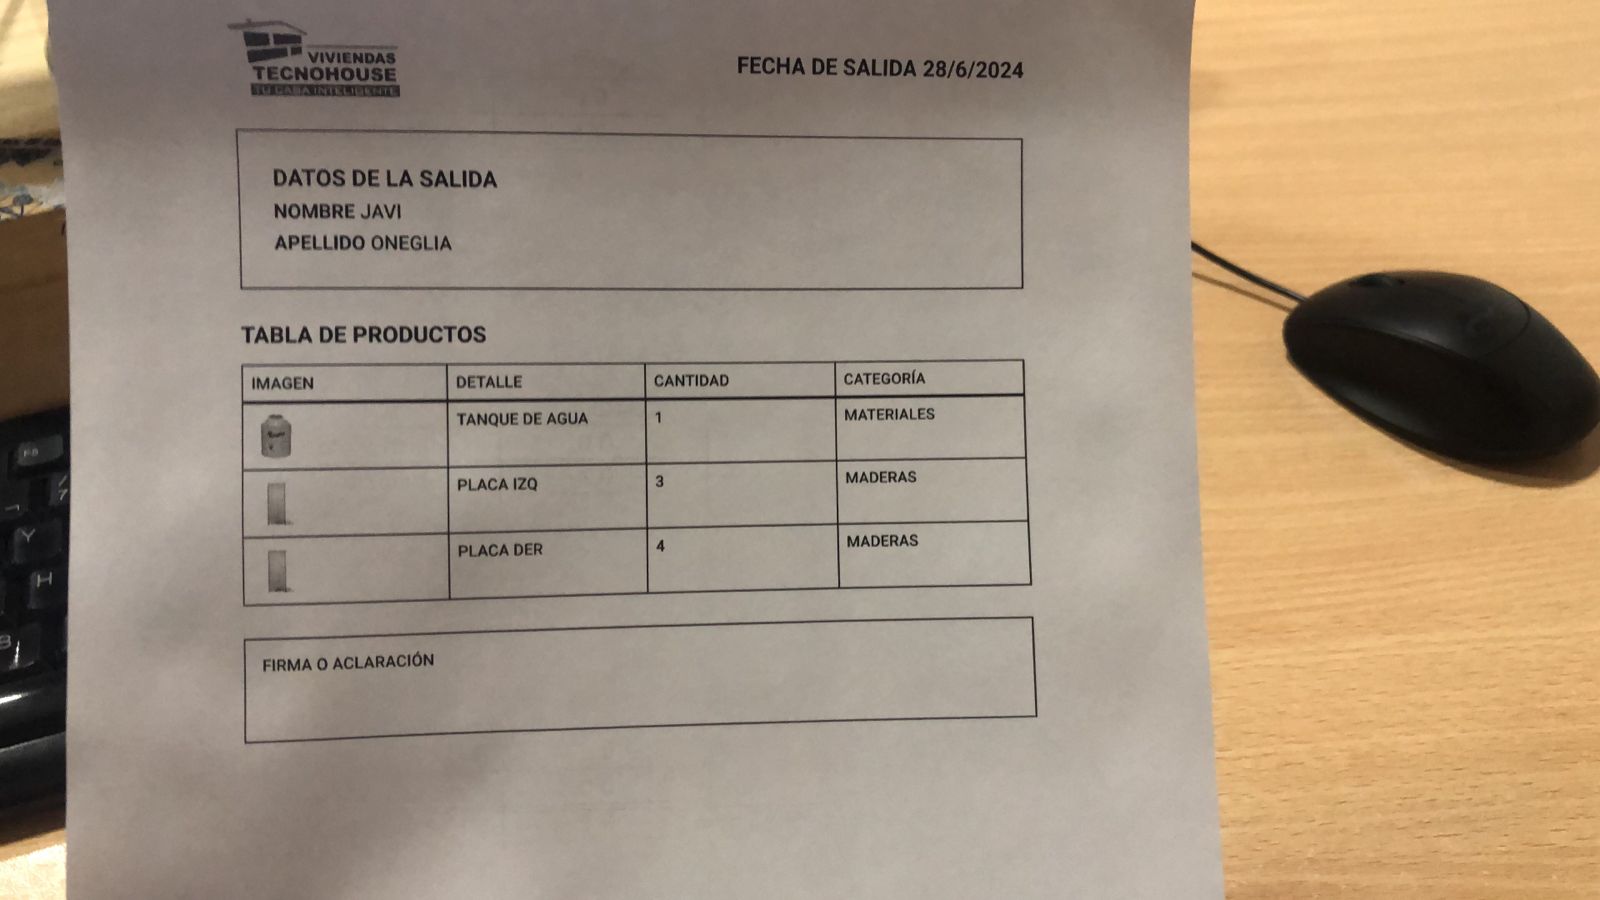 VIVIENDAS
TECNOHOUSE
TU CASA INTELIGENTE
FECHA DE SALIDA 28/6/2024
DATOS DE LA SALIDA
NOMBRE JAVI
APELLIDO ONEGLIA
TABLA DE PRODUCTOS
IMAGEN DETALLE CANTIDAD CATEGORÍA
TANQUE DE AGUA 1 MATERIALES
PLACA IZQ 3 MADERAS
PLACA DER 4 MADERAS
FIRMA O ACLARACIÓN
F6
7
Y
H